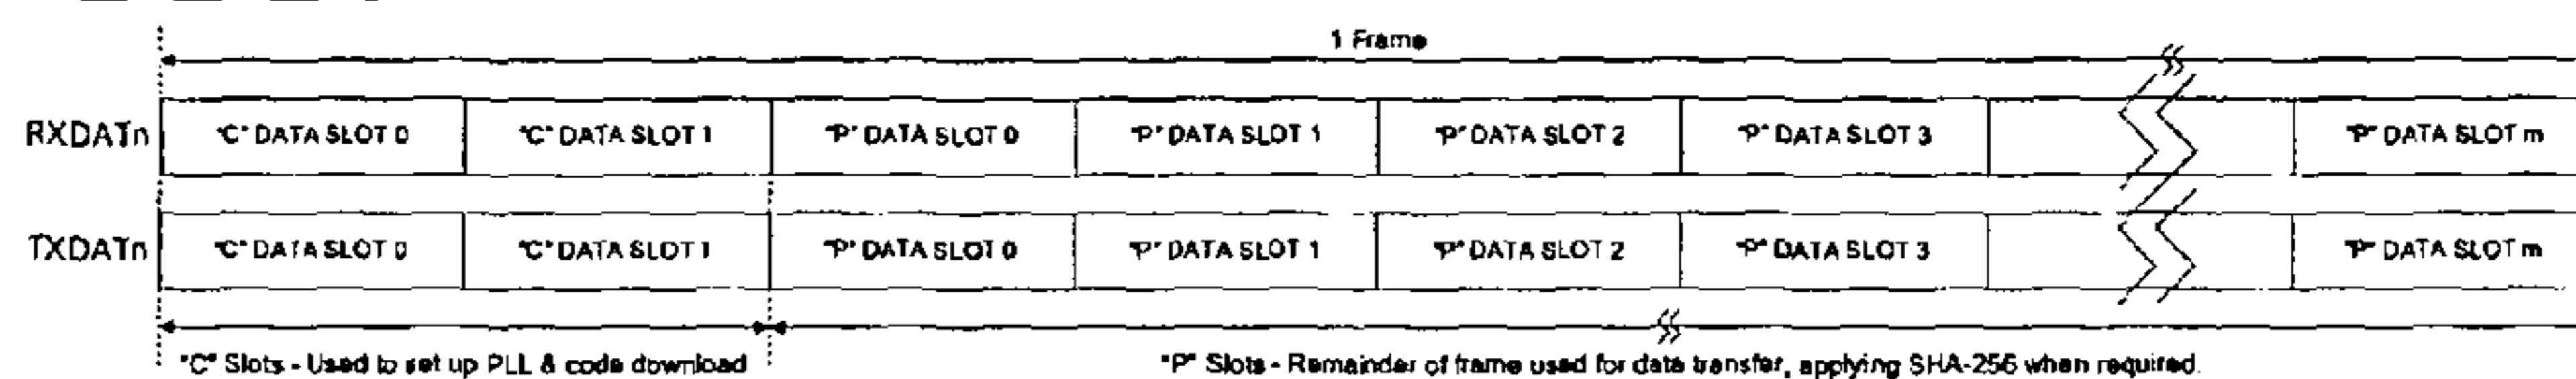 1 Frame
RXDATn "C" DATA SLOT 0 "C" DATA SLOT 1 "P" DATA SLOT 0 "P" DATA SLOT 1 "P" DATA SLOT 2 "P" DATA SLOT 3 "P" DATA SLOT m
TXDATn "C" DATA SLOT 0 "C" DATA SLOT 1 "P" DATA SLOT 0 "P" DATA SLOT 1 "P" DATA SLOT 2 "P" DATA SLOT 3 "P" DATA SLOT m
"C" Slots - Used to set up PLL & code download "P" Slots - Remainder of frame used for data transfer, applying SHA-256 when required.